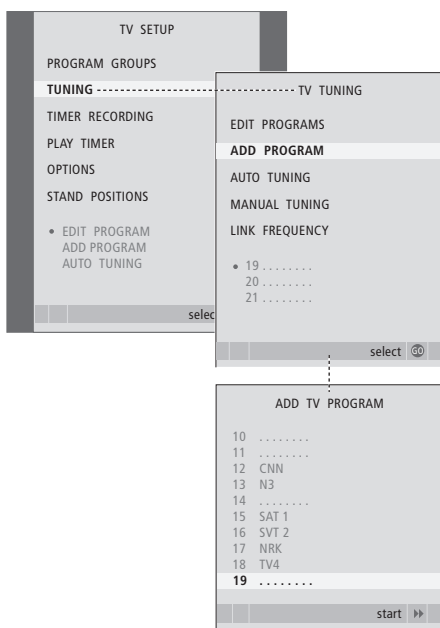 TV SETUP
PROGRAM GROUPS
TUNING
TIMER RECORDING
PLAY TIMER
OPTIONS
STAND POSITIONS
• EDIT PROGRAM
ADD PROGRAM
AUTO TUNING
selec
TV TUNING
EDIT PROGRAMS
ADD PROGRAM
AUTO TUNING
MANUAL TUNING
LINK FREQUENCY
• 19 . . . . . . . .
20 . . . . . . . .
21 . . . . . . . .
select GO
ADD TV PROGRAM
10 . . . . . . . .
11 . . . . . . . .
12 CNN
13 N3
14 . . . . . . . .
15 SAT 1
16 SVT 2
17 NRK
18 TV4
19 . . . . . . . .
start